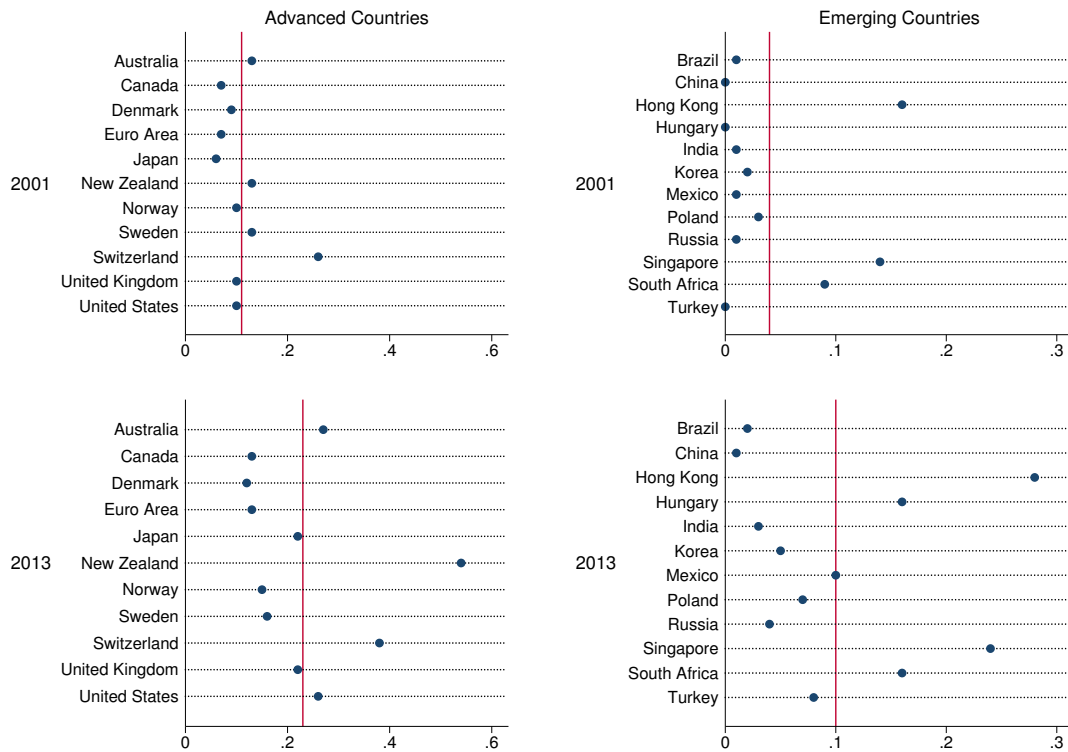 Advanced Countries
2001
Australia
Canada
Denmark
Euro Area
Japan
New Zealand
Norway
Sweden
Switzerland
United Kingdom
United States
0 .2 .4 .6
Emerging Countries
2001
Brazil
China
Hong Kong
Hungary
India
Korea
Mexico
Poland
Russia
Singapore
South Africa
Turkey
0 .1 .2 .3
2013
Australia
Canada
Denmark
Euro Area
Japan
New Zealand
Norway
Sweden
Switzerland
United Kingdom
United States
0 .2 .4 .6
2013
Brazil
China
Hong Kong
Hungary
India
Korea
Mexico
Poland
Russia
Singapore
South Africa
Turkey
0 .1 .2 .3